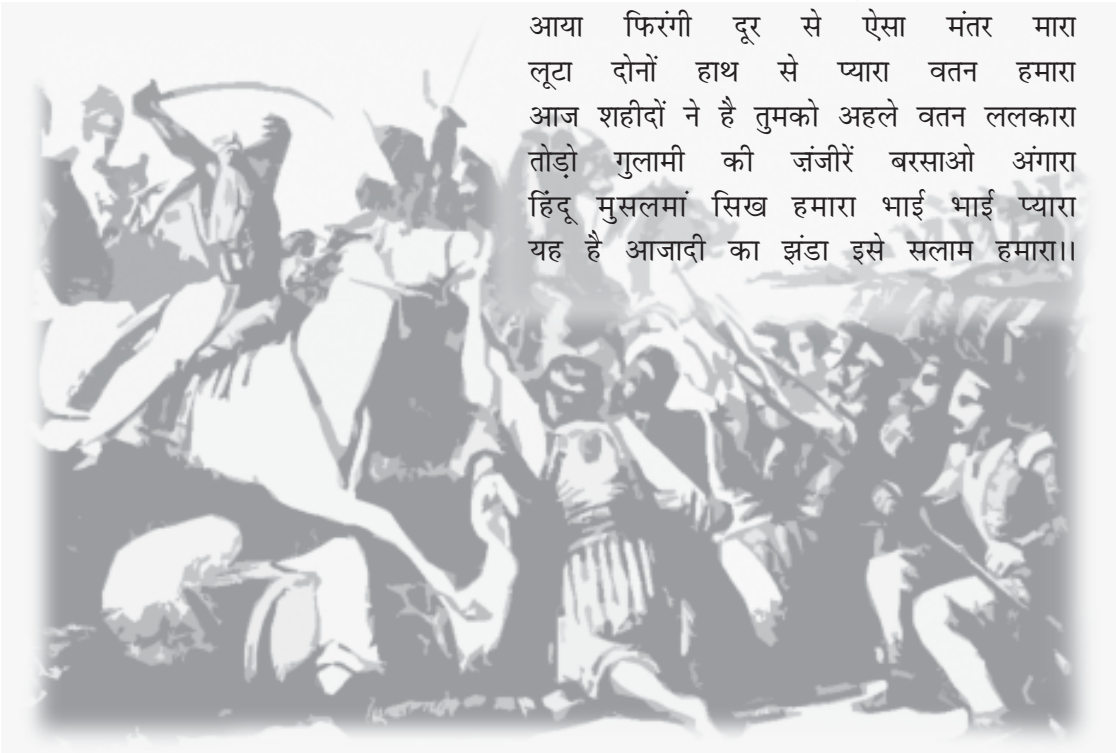 आया फिरंगी दूर से ऐसा मंतर मारा
लूटा दोनों हाथ से प्यारा वतन हमारा
आज शहीदों ने है तुमको अहले वतन ललकारा
तोड़ो गुलामी की ज़ंजीरें बरसाओ अंगारा
हिंदू मुसलमां सिख हमारा भाई भाई प्यारा
यह है आजादी का झंडा इसे सलाम हमारा।।